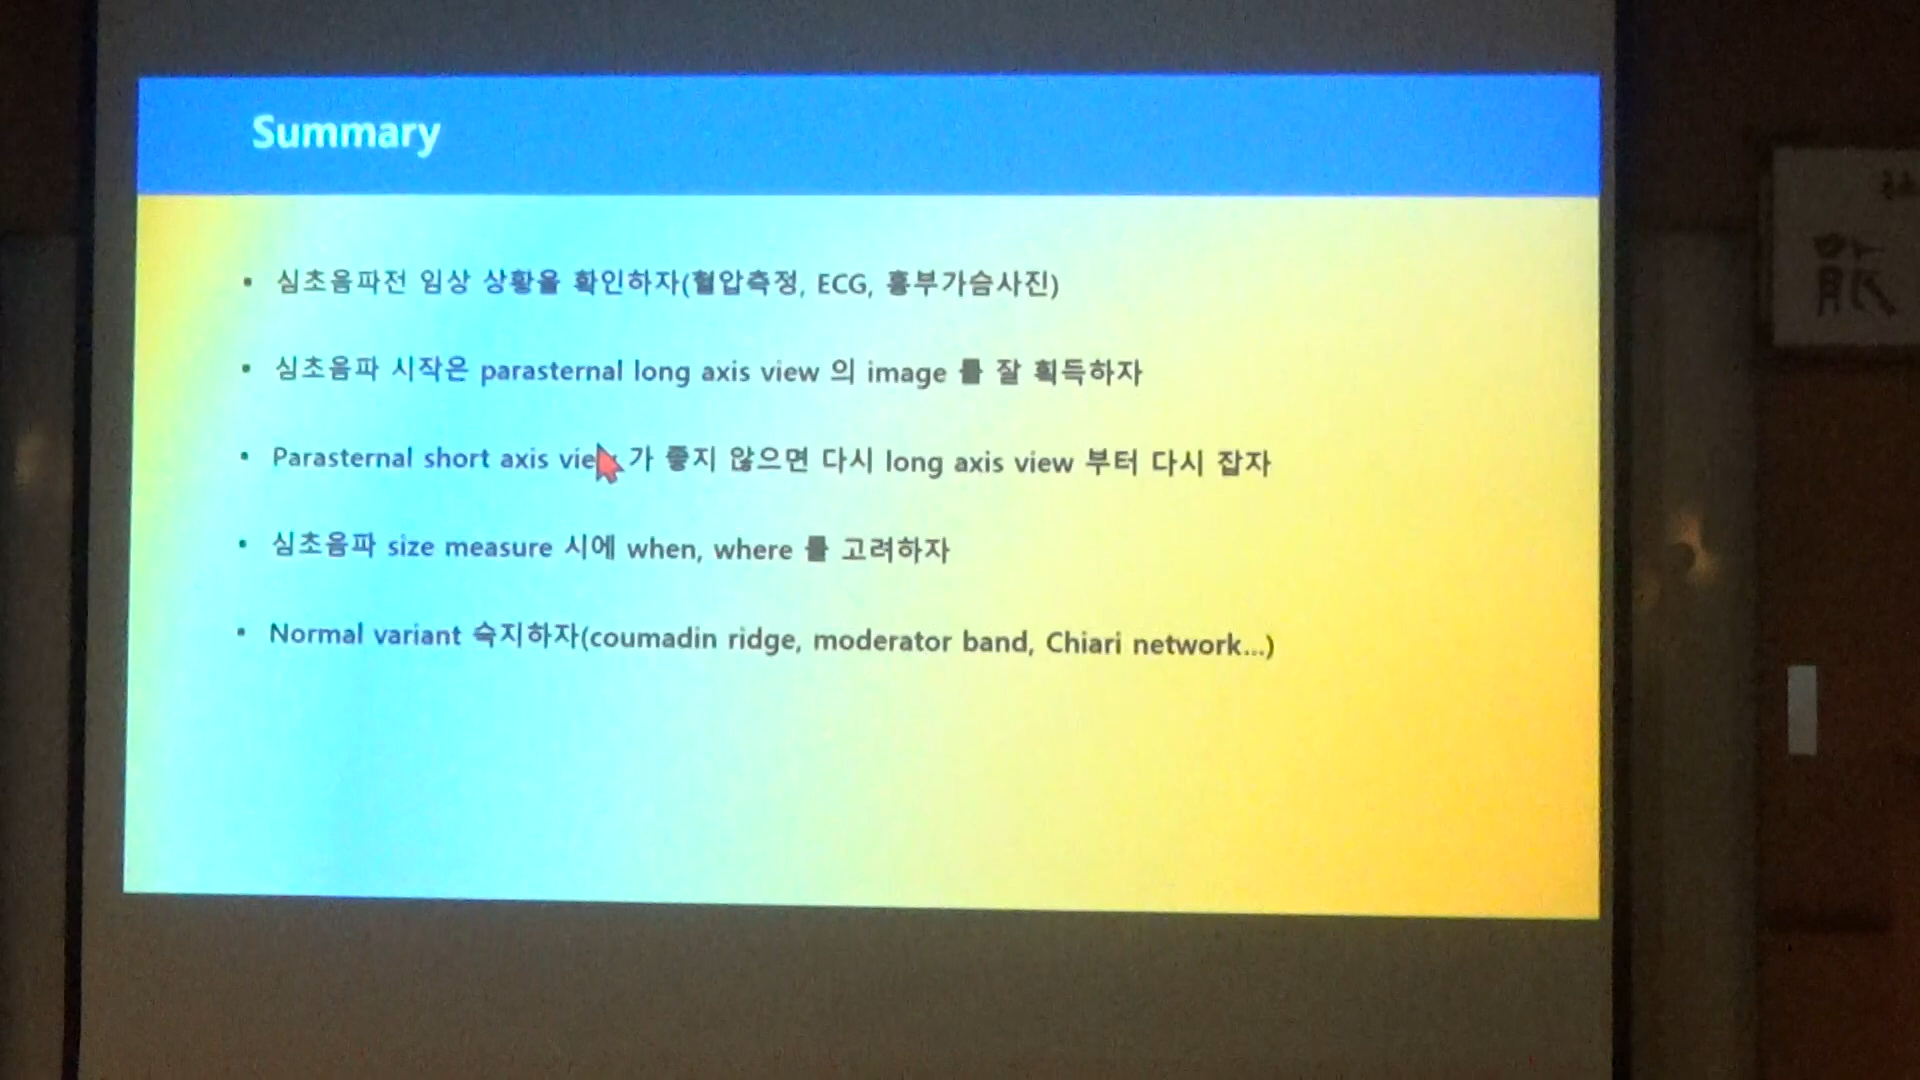 Summary
• 심초음파전 임상 상황을 확인하자(혈압측정, ECG, 흉부가슴사진)
• 심초음파 시작은 parasternal long axis view 의 image 를 잘 획득하자
• Parasternal short axis view 가 좋지 않으면 다시 long axis view 부터 다시 잡자
• 심초음파 size measure 시에 when, where 를 고려하자
• Normal variant 숙지하자(coumadin ridge, moderator band, Chiari network...)